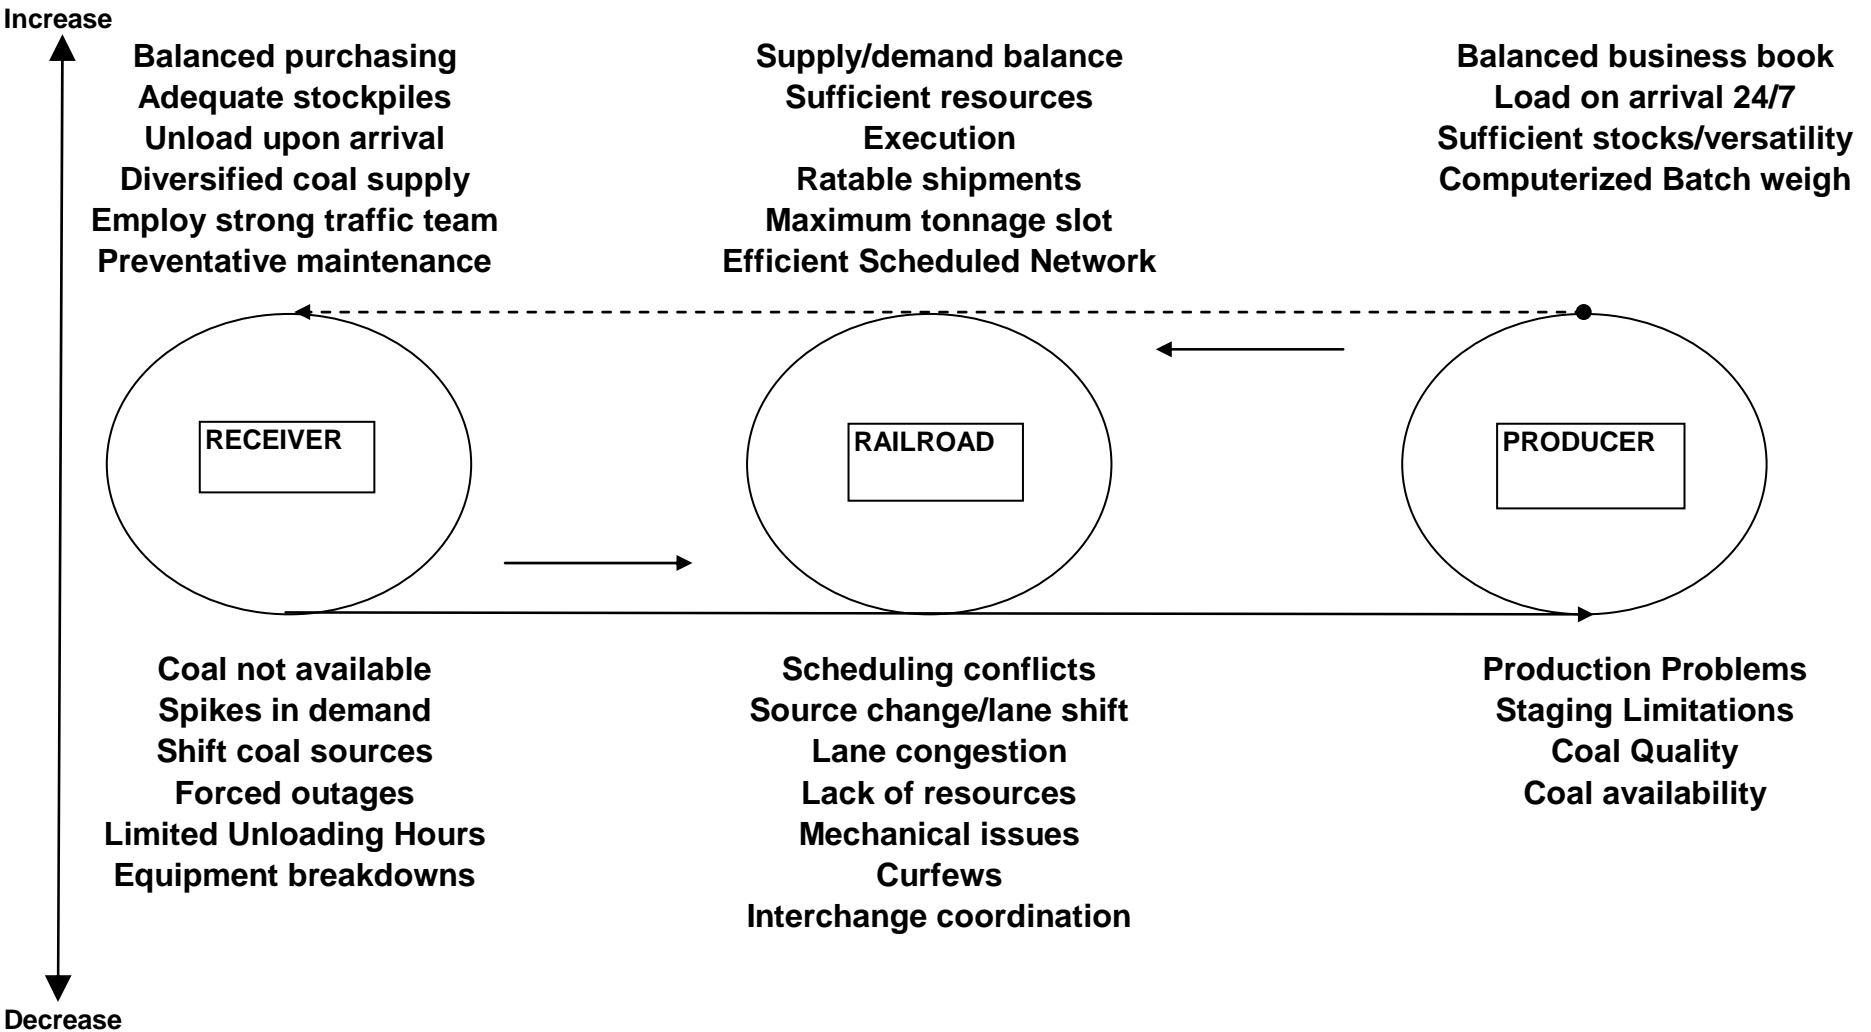 Increase
Balanced purchasing
Adequate stockpiles
Unload upon arrival
Diversified coal supply
Employ strong traffic team
Preventative maintenance
Supply/demand balance
Sufficient resources
Execution
Ratable shipments
Maximum tonnage slot
Efficient Scheduled Network
Balanced business book
Load on arrival 24/7
Sufficient stocks/versatility
Computerized Batch weigh
RECEIVER
RAILROAD
PRODUCER
Coal not available
Spikes in demand
Shift coal sources
Forced outages
Limited Unloading Hours
Equipment breakdowns
Scheduling conflicts
Source change/lane shift
Lane congestion
Lack of resources
Mechanical issues
Curfews
Interchange coordination
Production Problems
Staging Limitations
Coal Quality
Coal availability
Decrease